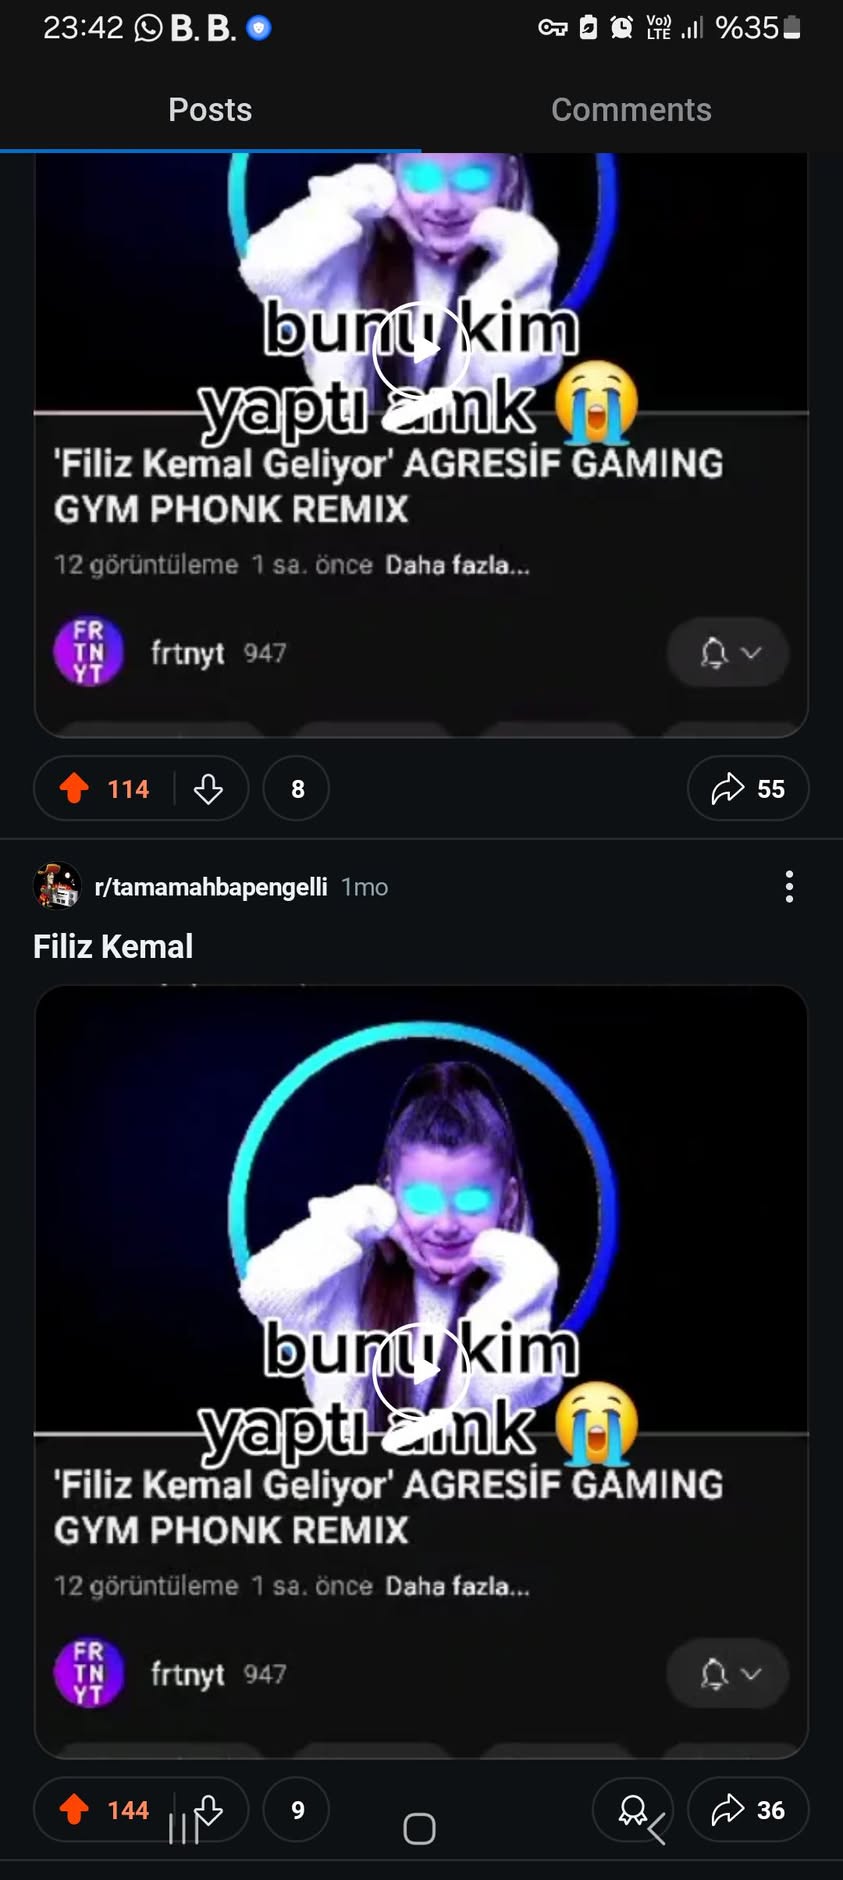 23:42 B. B. Vo)) LTE %35
Posts Comments
bunu kim
yaptı amk 😭
'Filiz Kemal Geliyor' AGRESİF GAMING
GYM PHONK REMIX
12 görüntüleme 1 sa. önce Daha fazla...
FR
TN
YT
frtnyt 947
114 8 55
r/tamamahbapengelli 1mo
Filiz Kemal
bunu kim
yaptı amk 😭
'Filiz Kemal Geliyor' AGRESİF GAMING
GYM PHONK REMIX
12 görüntüleme 1 sa. önce Daha fazla...
FR
TN
YT
frtnyt 947
144 9 36